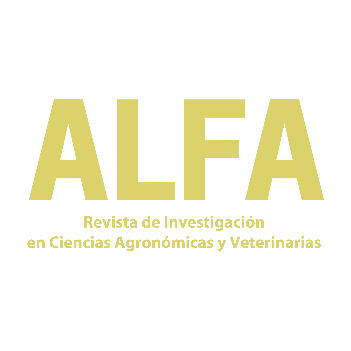 ALFA
Revista de Investigación
en Ciencias Agronómicas y Veterinarias